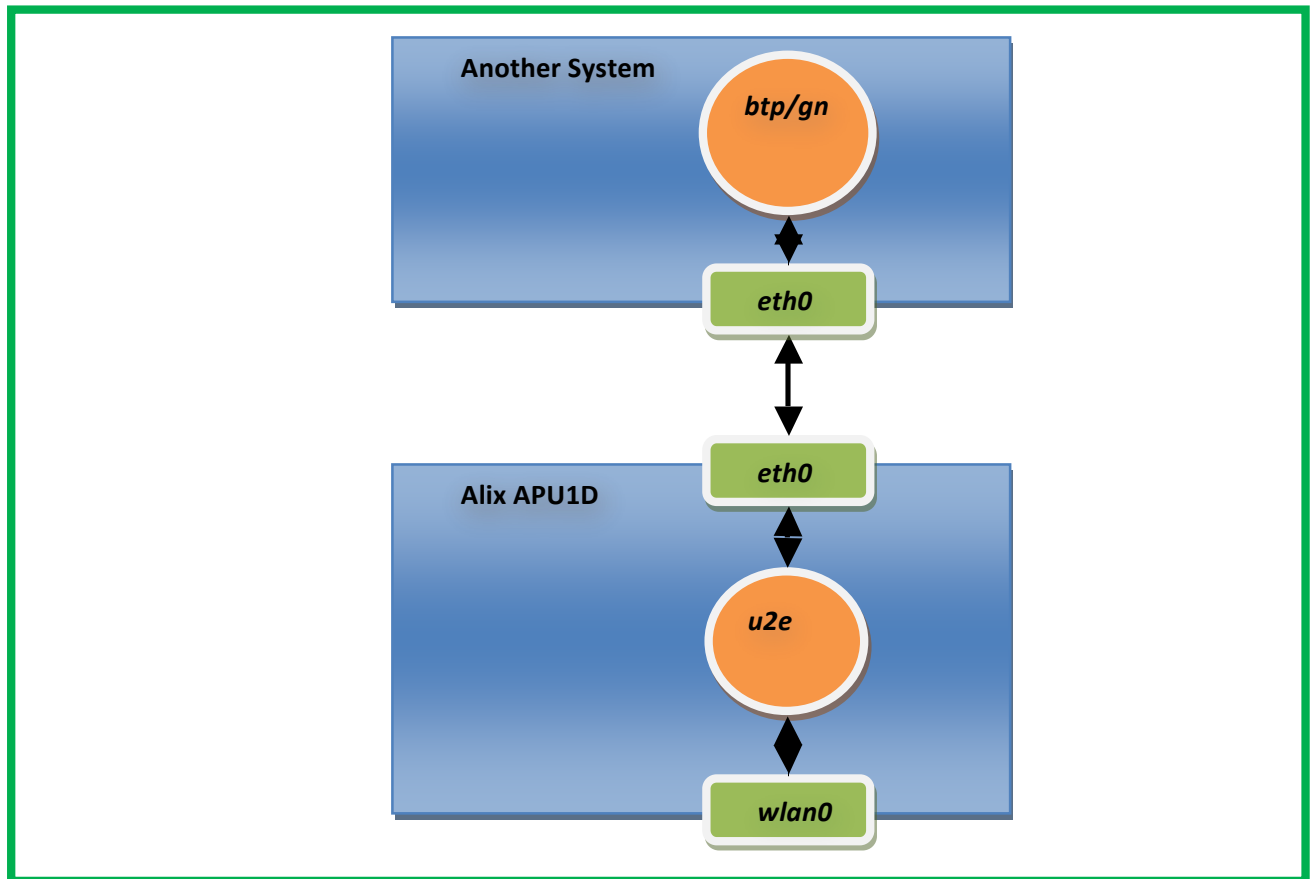 Another System
btp/gn
eth0
eth0
Alix APU1D
u2e
wlan0